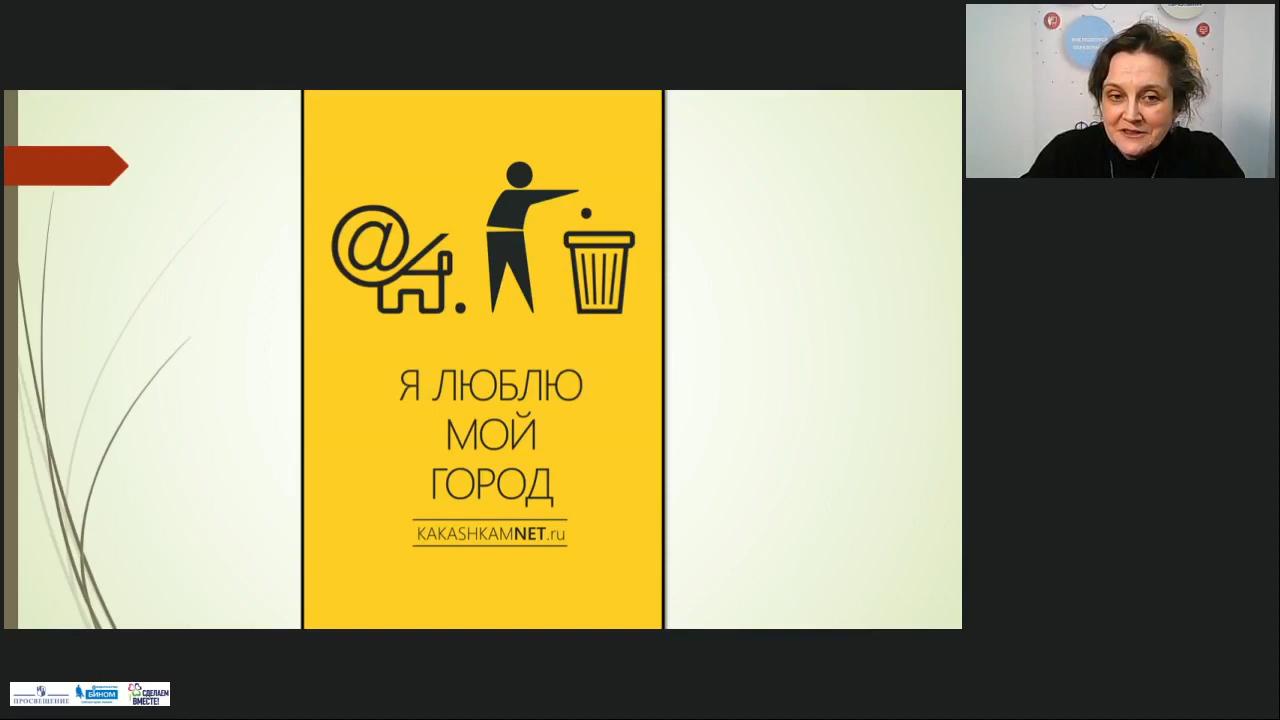 Я ЛЮБЛЮ
МОЙ
ГОРОД
KAKASHKAMNET.ru
ПРОСВЕЩЕНИЕ
БИНОМ
СДЕЛАЕМ
ВМЕСТЕ!